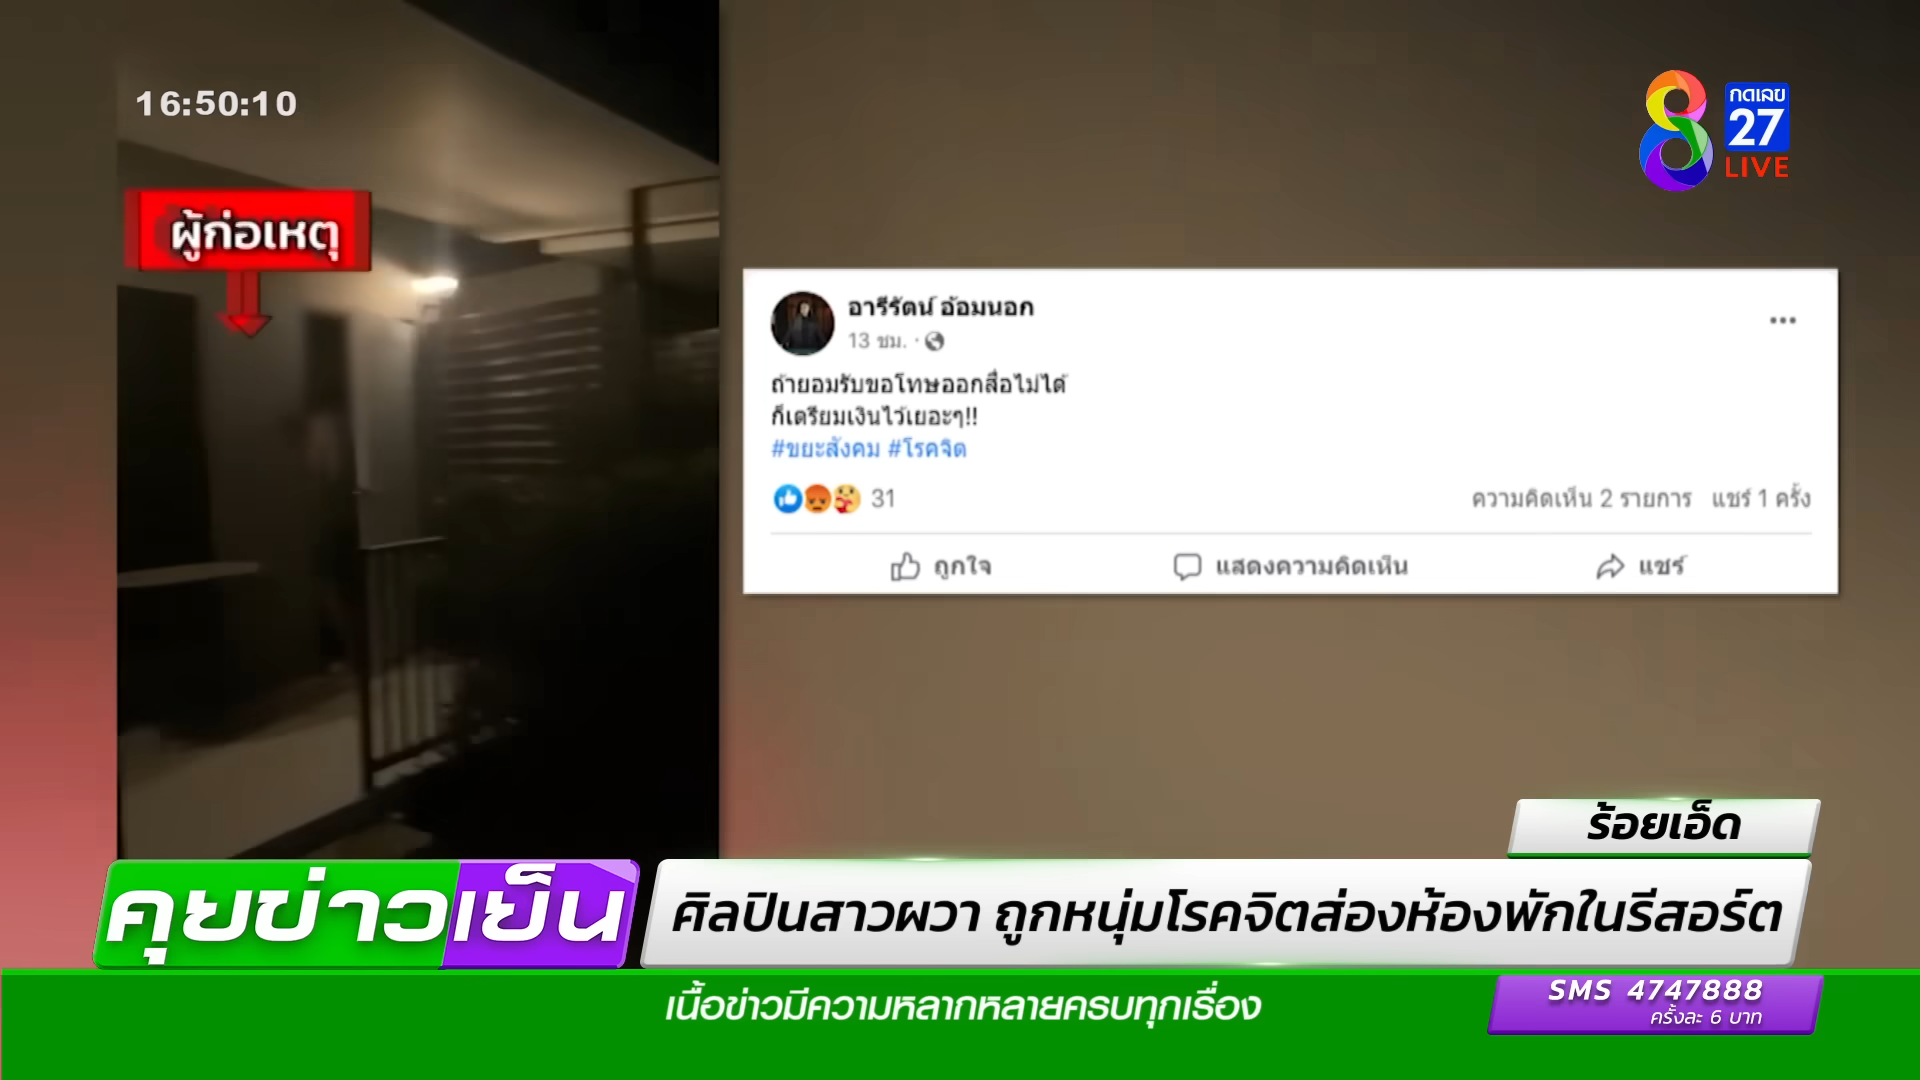 16:50:10
กดเลข
27
LIVE
ผู้ก่อเหตุ
อารีรัตน์ อ้อมนอก
13 ชม.
ถ้ายอมรับขอโทษออกสื่อไม่ได้
ก็เตรียมเงินไว้เยอะๆ!!
#ขยะสังคม #โรคจิต
31
ความคิดเห็น 2 รายการ แชร์ 1 ครั้ง
ถูกใจ
แสดงความคิดเห็น
แชร์
ร้อยเอ็ด
คุยข่าวเย็น
ศิลปินสาวผวา ถูกหนุ่มโรคจิตส่องห้องพักในรีสอร์ต
เนื้อข่าวมีความหลากหลายครบทุกเรื่อง
SMS 4747888
ครั้งละ 6 บาท